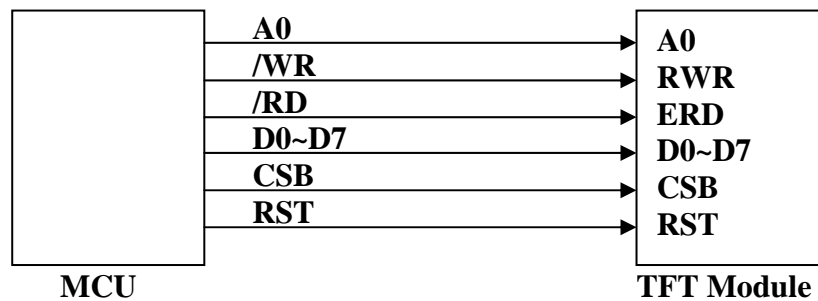 A0 A0
/WR RWR
/RD ERD
D0~D7 D0~D7
CSB CSB
RST RST
MCU TFT Module